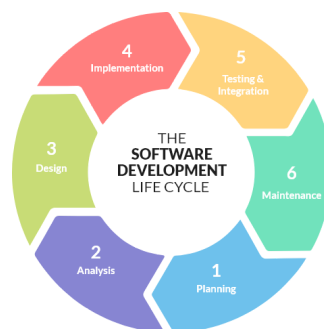 THE
SOFTWARE
DEVELOPMENT
LIFE CYCLE
1
Planning
2
Analysis
3
Design
4
Implementation
5
Testing &
Integration
6
Maintenance